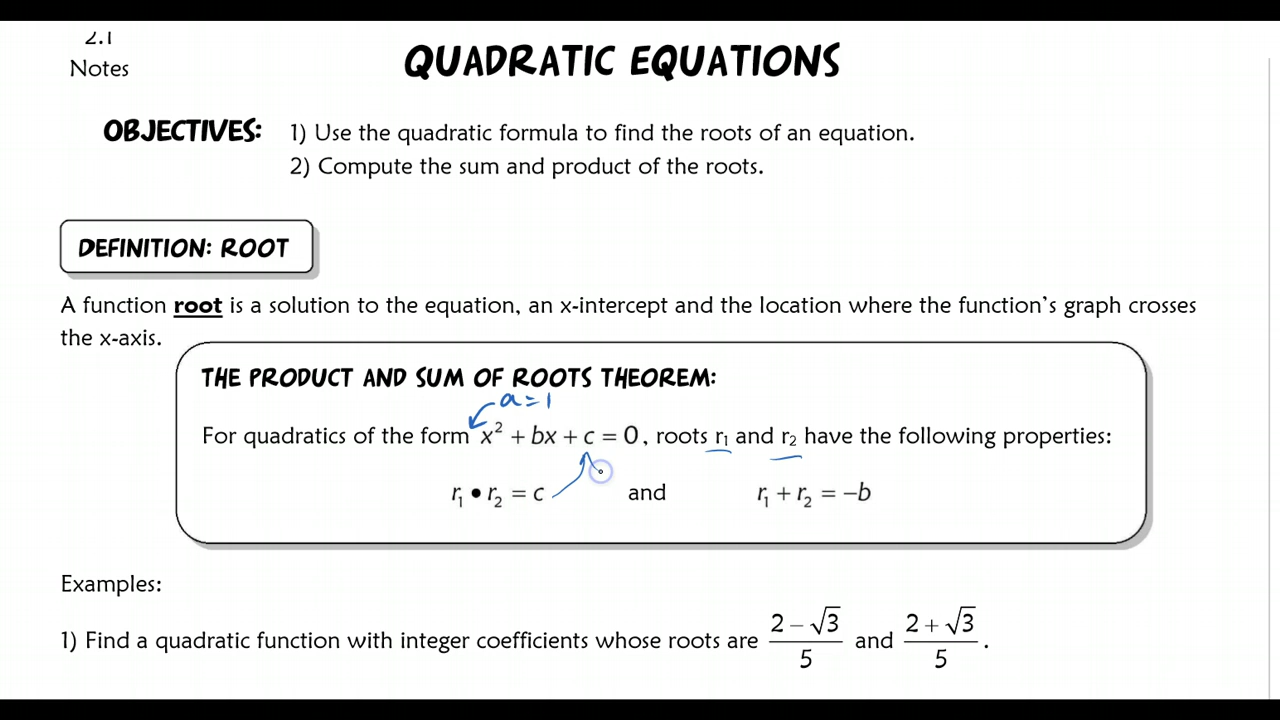 2.1
Notes
QUADRATIC EQUATIONS
OBJECTIVES: 1) Use the quadratic formula to find the roots of an equation.
2) Compute the sum and product of the roots.
DEFINITION: ROOT
A function root is a solution to the equation, an x-intercept and the location where the function's graph crosses
the x-axis.
THE PRODUCT AND SUM OF ROOTS THEOREM:
a=1
For quadratics of the form x² + bx + c = 0, roots r₁ and r₂ have the following properties:
r₁ • r₂ = c and r₁ + r₂ = −b
Examples:
1) Find a quadratic function with integer coefficients whose roots are (2 − √3)/5 and (2 + √3)/5.